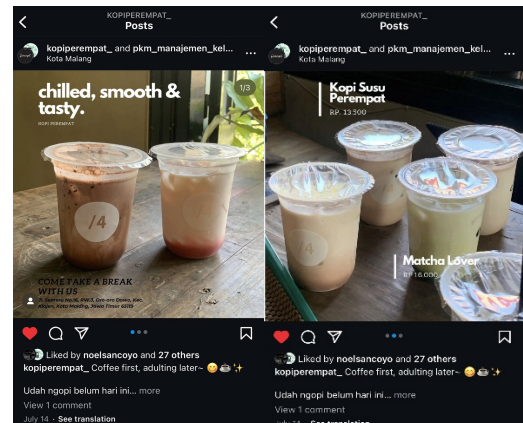 KOPIPEREMPAT_
Posts
kopiperempat_ and pkm_manajemen_kel...
Kota Malang
chilled, smooth &
tasty.
KOPI PEREMPAT
1/3
/4
COME TAKE A BREAK
WITH US
Liked by noelsancoyo and 27 others
kopiperempat_ Coffee first, adulting later~ 😋☕✨
Udah ngopi belum hari ini... more
View 1 comment
July 14 · See translation
KOPIPEREMPAT_
Posts
kopiperempat_ and pkm_manajemen_kel...
Kota Malang
Kopi Susu
Perempat
RP. 13.500
/4
Matcha Lover
RP 16.000
Liked by noelsancoyo and 27 others
kopiperempat_ Coffee first, adulting later~ 😋☕✨
Udah ngopi belum hari ini... more
View 1 comment
July 14 · See translation